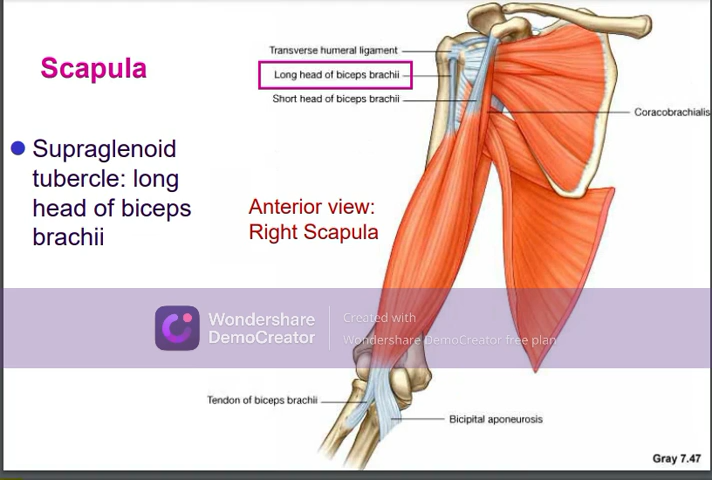 Scapula
Supraglenoid
tubercle: long
head of biceps
brachii
Transverse humeral ligament
Long head of biceps brachii
Short head of biceps brachii
Coracobrachialis
Anterior view:
Right Scapula
Wondershare
DemoCreator
Created with
Wondershare DemoCreator free plan
Tendon of biceps brachii
Bicipital aponeurosis
Gray 7.47